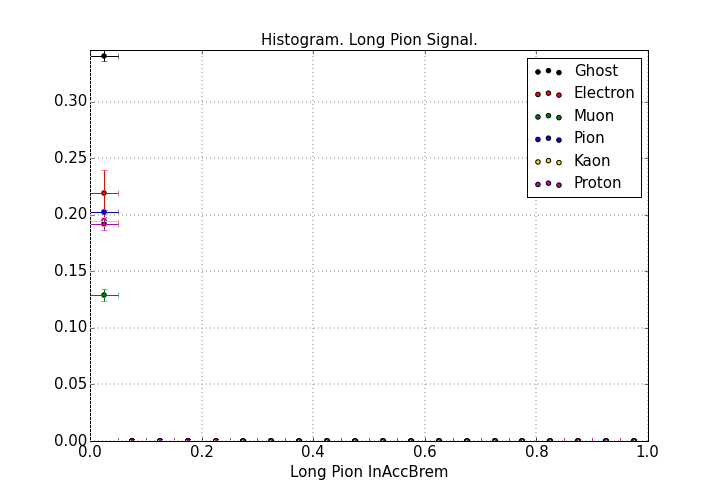 Histogram. Long Pion Signal.
Ghost
Electron
Muon
Pion
Kaon
Proton
0.30
0.25
0.20
0.15
0.10
0.05
0.00
0.0 0.2 0.4 0.6 0.8 1.0
Long Pion InAccBrem